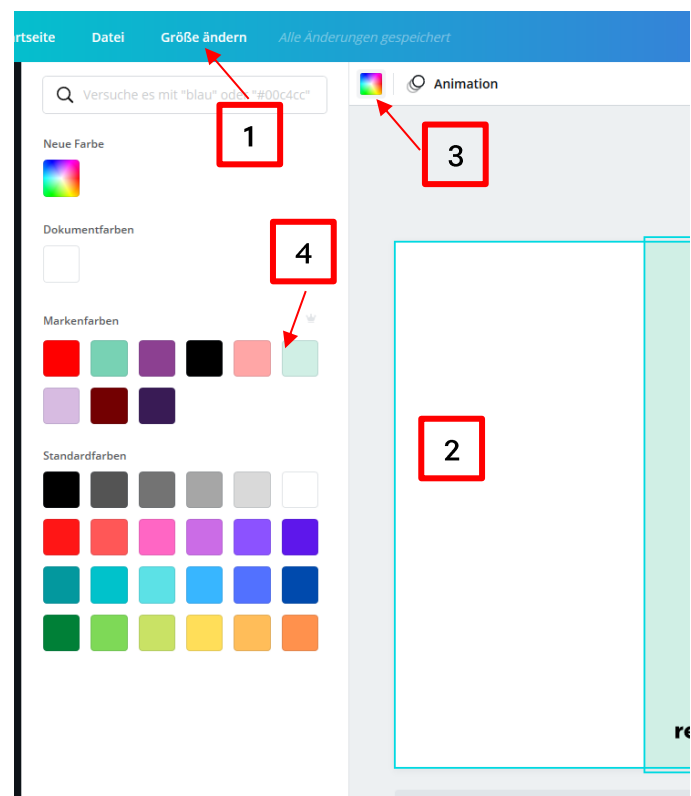 rtseite Datei Größe ändern Alle Änderungen gespeichert
Versuche es mit "blau" oder "#00c4cc"
Animation
1
3
Neue Farbe
Dokumentfarben
4
Markenfarben
2
Standardfarben
re